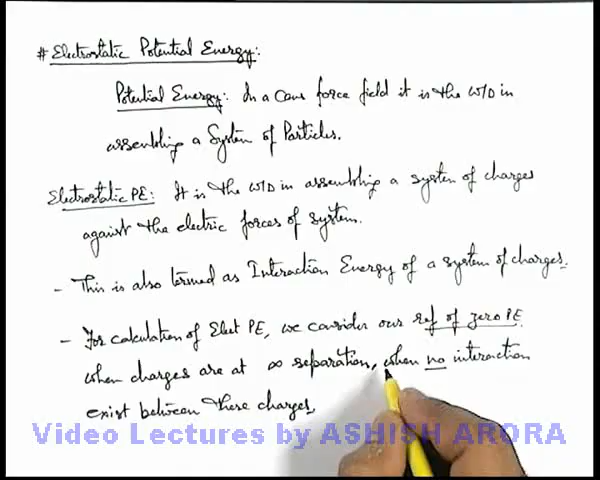 # Electrostatic Potential Energy:
Potential Energy: In a cons force field it is the W/D in
assembling a System of Particles.
Electrostatic PE: It is the W/D in assembling a system of charges
against the electric forces of system.
- This is also termed as Interaction Energy of a system of charges.
- For calculation of Elect PE, we consider our ref of zero PE
when charges are at ∞ separation, when no interaction
exist between these charges,
Video Lectures by ASHISH ARORA